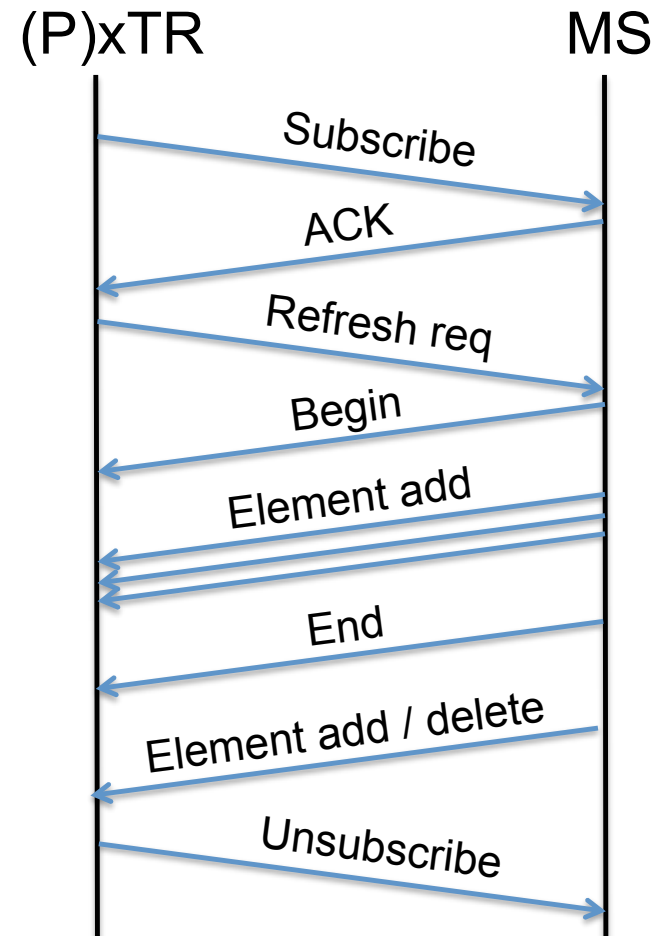 (P)xTR MS
Subscribe
ACK
Refresh req
Begin
Element add
End
Element add / delete
Unsubscribe